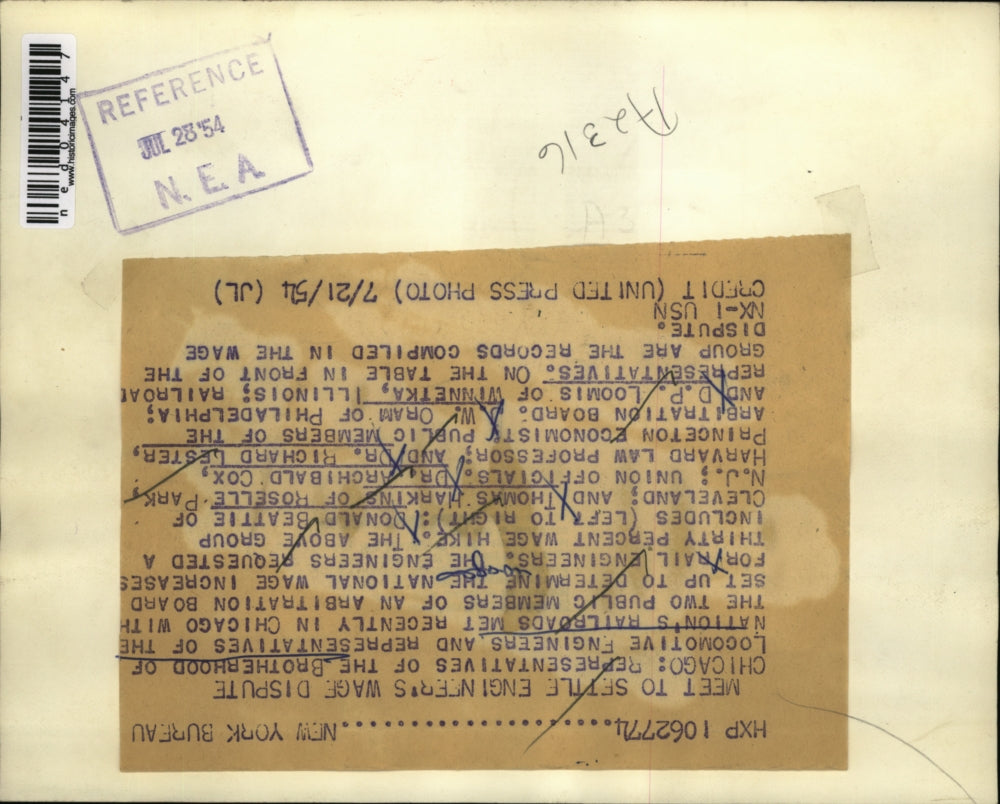 REFERENCE
JUL 28 '54
N. E. A.
ned04147
www.historicimages.com
A2316
A3
HXP 1062774....................NEW YORK BUREAU
MEET TO SETTLE ENGINEER'S WAGE DISPUTE
CHICAGO: REPRESENTATIVES OF THE BROTHERHOOD OF
LOCOMOTIVE ENGINEERS AND REPRESENTATIVES OF THE
NATION'S RAILROADS MET RECENTLY IN CHICAGO WITH
THE TWO PUBLIC MEMBERS OF AN ARBITRATION BOARD
SET UP TO DETERMINE THE NATIONAL WAGE INCREASES
FOR RAIL ENGINEERS. THE ENGINEERS REQUESTED A
THIRTY PERCENT WAGE HIKE. THE ABOVE GROUP
INCLUDES (LEFT TO RIGHT): DONALD BEATTIE OF
CLEVELAND; AND THOMAS HARKINS OF ROSELLE PARK,
N.J.; UNION OFFICIALS. DR. ARCHBALD COX,
HARVARD LAW PROFESSOR; AND DR. RICHARD LESTER,
PRINCETON ECONOMIST; PUBLIC MEMBERS OF THE
ARBITRATION BOARD. W. ORAM OF PHILADELPHIA;
AND D.P. LOOMIS OF WINNETKA, ILLINOIS; RAILROAD
REPRESENTATIVES. ON THE TABLE IN FRONT OF THE
GROUP ARE THE RECORDS COMPILED IN THE WAGE
DISPUTE.
NX-1 USN
CREDIT (UNITED PRESS PHOTO) 7/21/54 (JL)